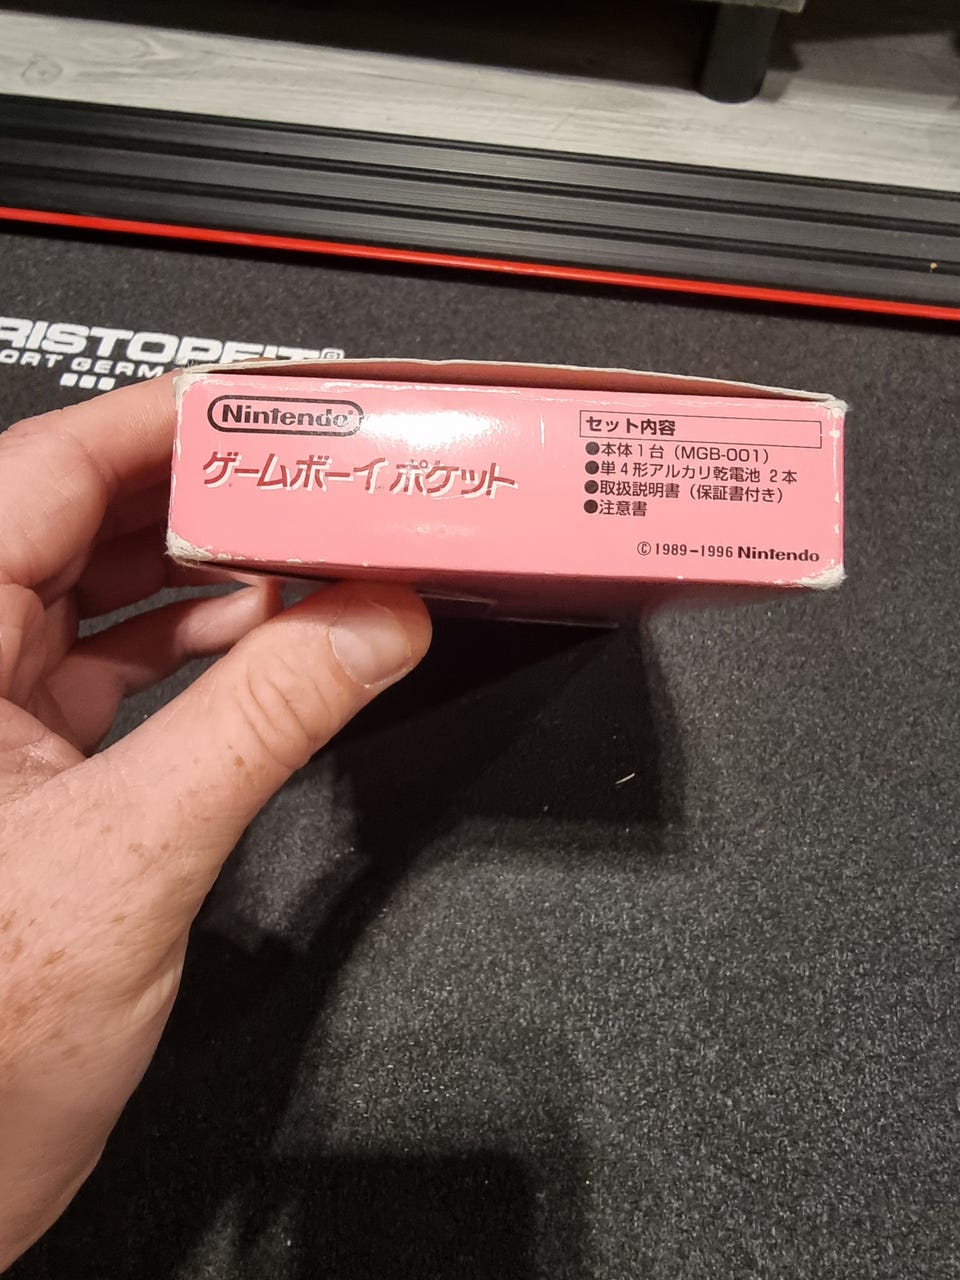 Nintendo®
ゲームボーイ ポケット
セット内容
●本体1台（MGB-001）
●単4形アルカリ乾電池 2本
●取扱説明書（保証書付き）
●注意書
©1989-1996 Nintendo